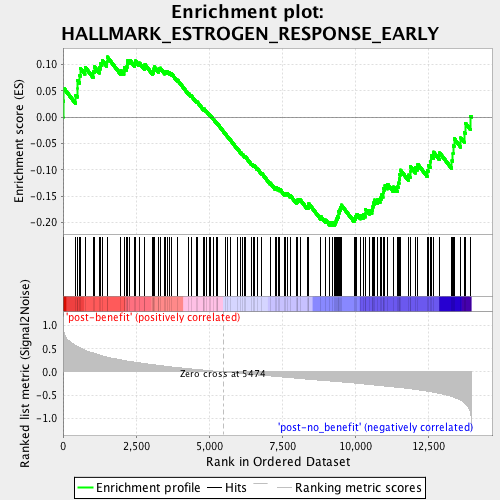 Enrichment plot:
HALLMARK_ESTROGEN_RESPONSE_EARLY
Enrichment score (ES)
0.10
0.05
0.00
-0.05
-0.10
-0.15
-0.20
'post-benefit' (positively correlated)
Ranked list metric (Signal2Noise)
1.0
0.5
0.0
-0.5
-1.0
Zero cross at 5474
'post-no_benefit' (negatively correlated)
0
2,500
5,000
7,500
10,000
12,500
Rank in Ordered Dataset
Enrichment profile
Hits
Ranking metric scores